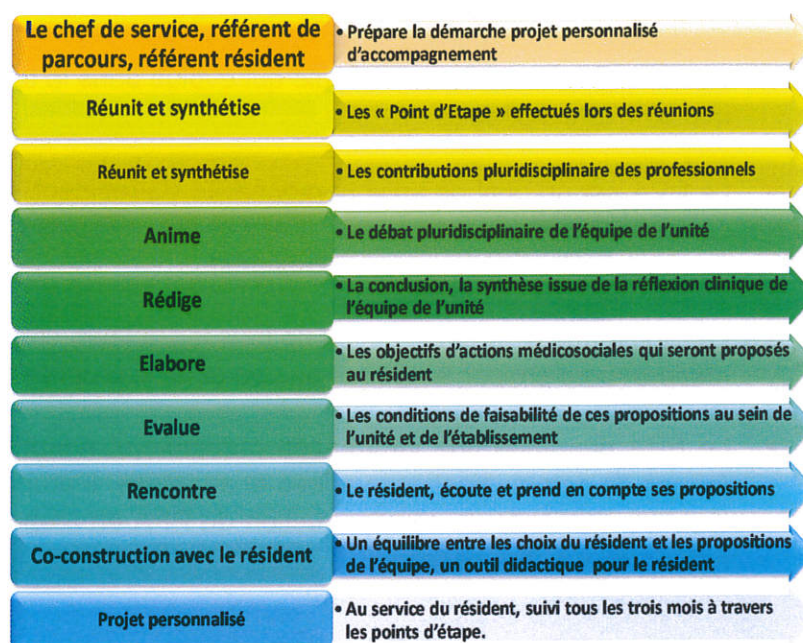 Le chef de service, référent de
parcours, référent résident
• Prépare la démarche projet personnalisé
d'accompagnement
Réunit et synthétise
• Les « Point d'Etape » effectués lors des réunions
Réunit et synthétise
• Les contributions pluridisciplinaire des professionnels
Anime
• Le débat pluridisciplinaire de l'équipe de l'unité
Rédige
• La conclusion, la synthèse issue de la réflexion clinique de
l'équipe de l'unité
Elabore
• Les objectifs d'actions médicosociales qui seront proposés
au résident
Evalue
• Les conditions de faisabilité de ces propositions au sein de
l'unité et de l'établissement
Rencontre
• Le résident, écoute et prend en compte ses propositions
Co-construction avec le résident
• Un équilibre entre les choix du résident et les propositions
de l'équipe, un outil didactique pour le résident
Projet personnalisé
• Au service du résident, suivi tous les trois mois à travers
les points d'étape.